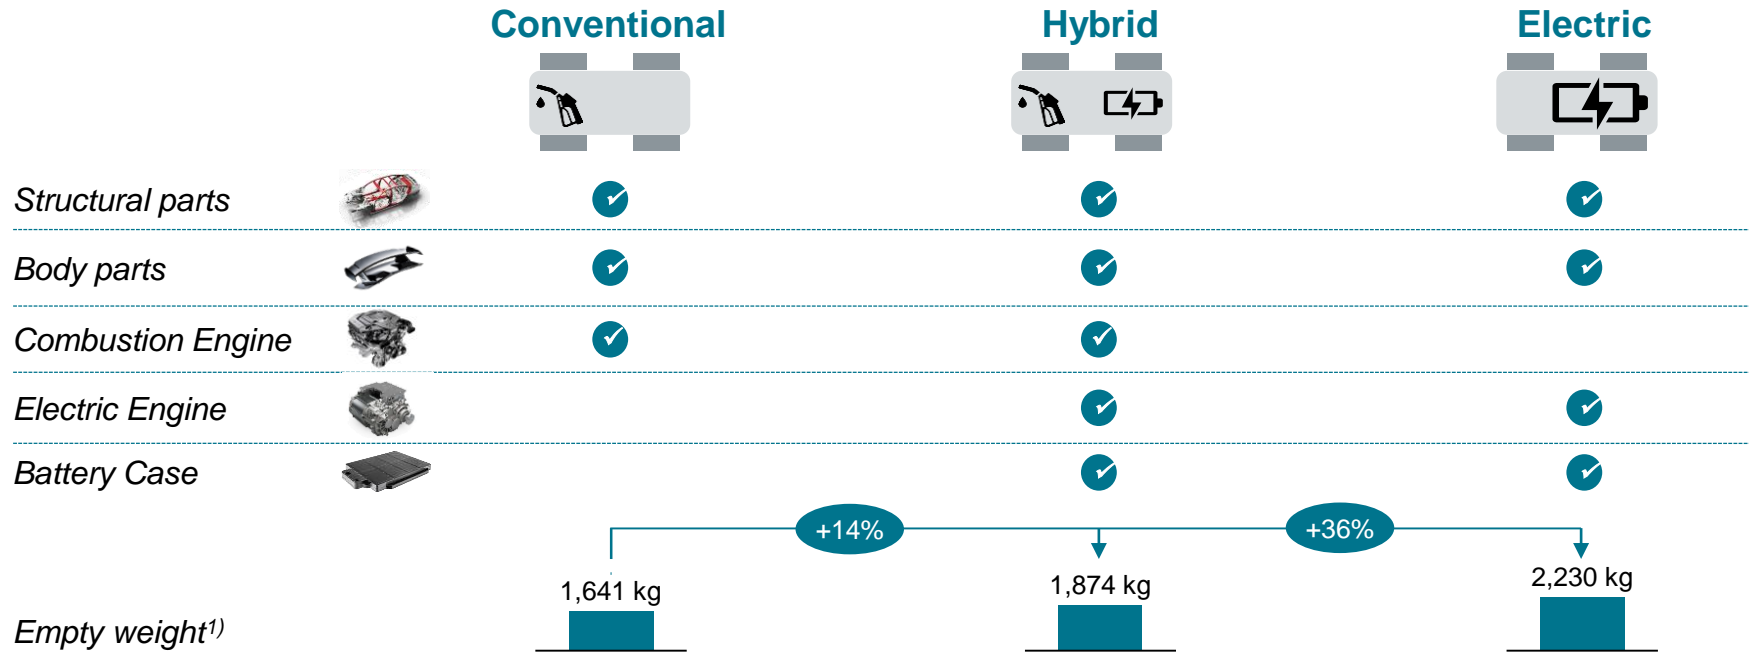 Conventional Hybrid Electric
Structural parts
Body parts
Combustion Engine
Electric Engine
Battery Case
+14% +36%
1,641 kg 1,874 kg 2,230 kg
Empty weight1)